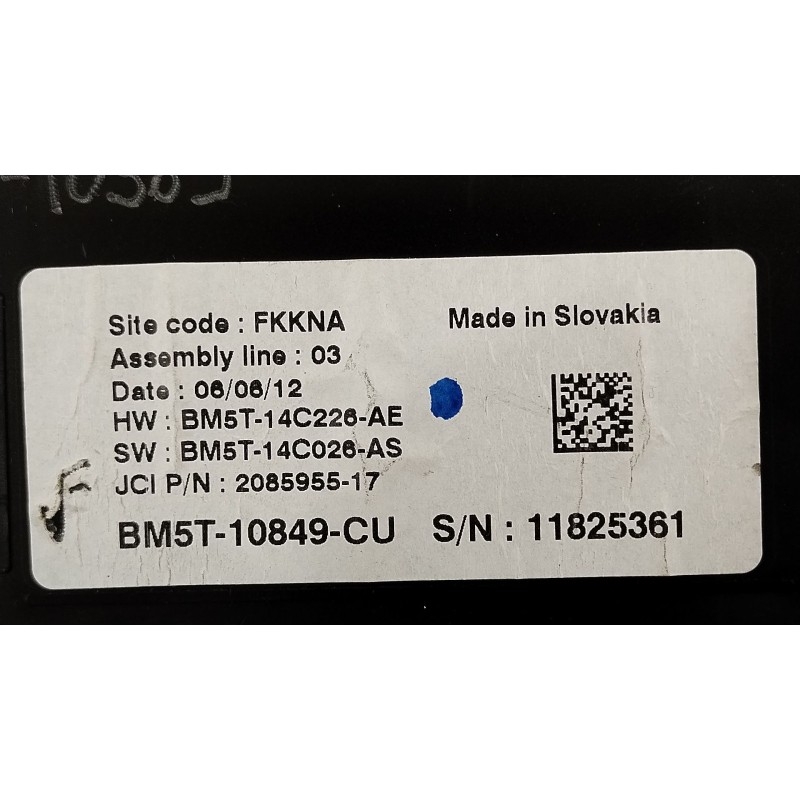 Site code : FKKNA
Made in Slovakia
Assembly line : 03
Date : 06/06/12
HW : BM5T-14C226-AE
SW : BM5T-14C026-AS
JCI P/N : 2085955-17
BM5T-10849-CU S/N : 11825361